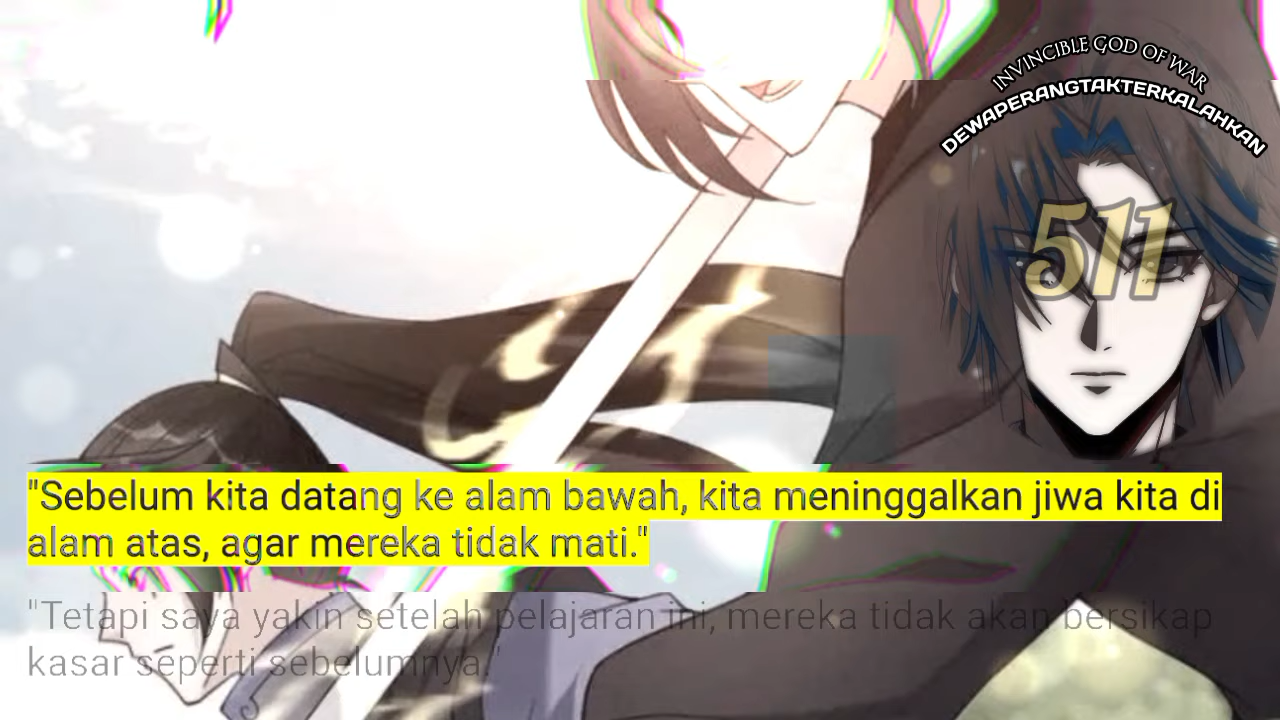 INVINCIBLE GOD OF WAR
DEWAPERANGTAKTERKALAHKAN
511
"Sebelum kita datang ke alam bawah, kita meninggalkan jiwa kita di
alam atas, agar mereka tidak mati."
"Tetapi saya yakin setelah pelajaran ini, mereka tidak akan bersikap
kasar seperti sebelumnya."